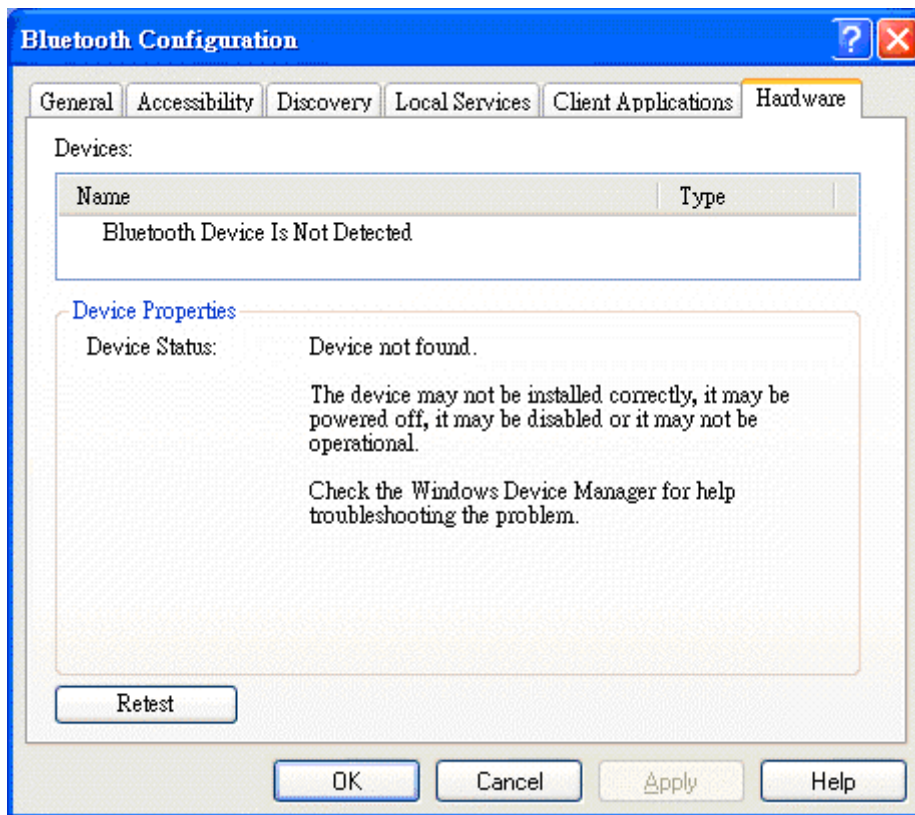 Bluetooth Configuration
General Accessibility Discovery Local Services Client Applications Hardware
Devices:
Name Type
Bluetooth Device Is Not Detected
Device Properties
Device Status: Device not found.
The device may not be installed correctly, it may be
powered off, it may be disabled or it may not be
operational.
Check the Windows Device Manager for help
troubleshooting the problem.
Retest
OK Cancel Apply Help